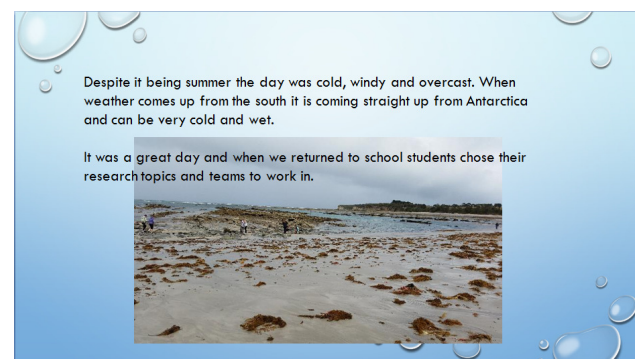 Despite it being summer the day was cold, windy and overcast. When
weather comes up from the south it is coming straight up from Antarctica
and can be very cold and wet.
It was a great day and when we returned to school students chose their
research topics and teams to work in.